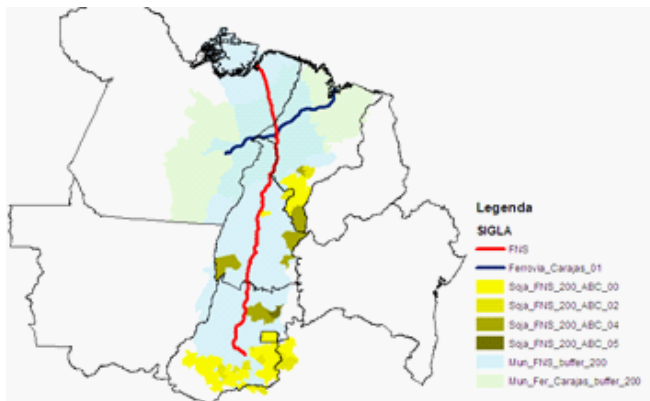 Legenda
SIGLA
FNS
Ferrovia_Carajas_01
Soja_FNS_200_ABC_00
Soja_FNS_200_ABC_02
Soja_FNS_200_ABC_04
Soja_FNS_200_ABC_05
Mun_FNS_buffer_200
Mun_Fer_Carajas_buffer_200